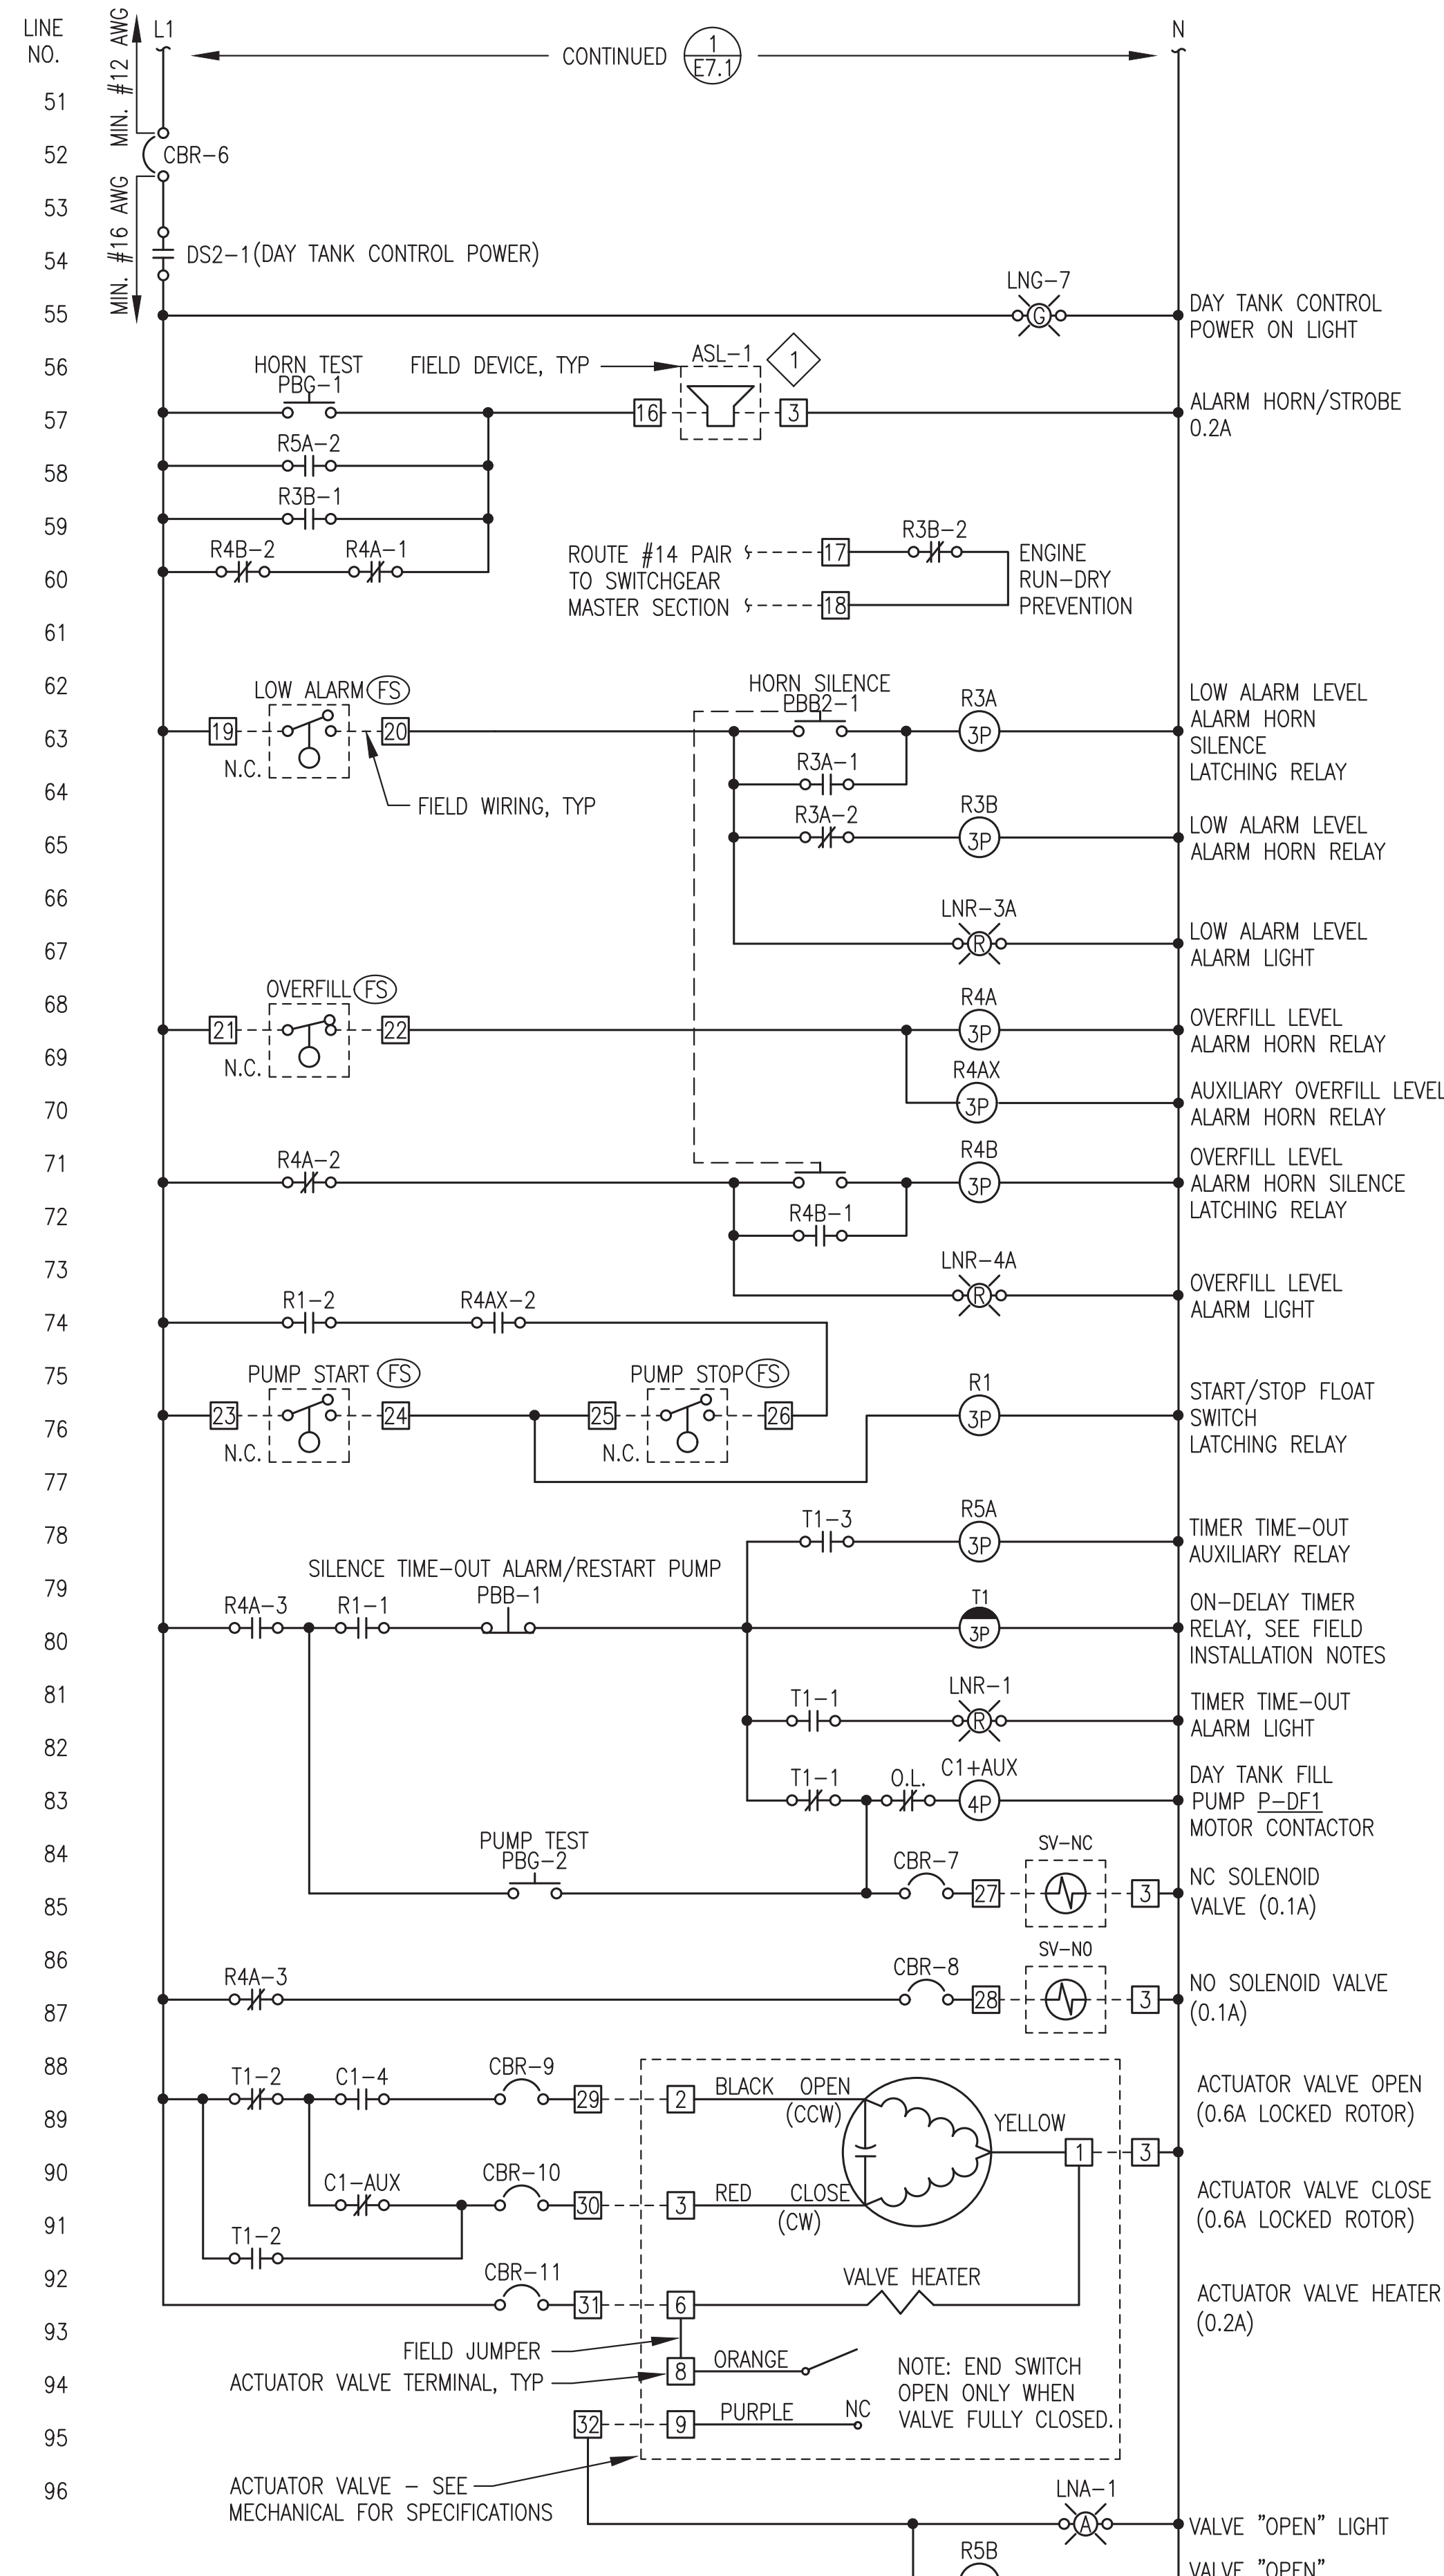 LINE
NO.
MIN. #12 AWG
L1
CONTINUED
1
E7.1
N
51
52
CBR-6
53
MIN. #16 AWG
54
DS2-1(DAY TANK CONTROL POWER)
LNG-7
G
55
DAY TANK CONTROL
POWER ON LIGHT
56
HORN TEST
PBG-1
FIELD DEVICE, TYP
ASL-1
1
57
16
3
ALARM HORN/STROBE
0.2A
R5A-2
58
R3B-1
59
R4B-2
R4A-1
60
ROUTE #14 PAIR
TO SWITCHGEAR
MASTER SECTION
17
18
R3B-2
ENGINE
RUN-DRY
PREVENTION
61
62
LOW ALARM
FS
HORN SILENCE
PBB2-1
R3A
63
19
20
N.C.
3P
LOW ALARM LEVEL
ALARM HORN
SILENCE
LATCHING RELAY
R3A-1
64
FIELD WIRING, TYP
R3A-2
R3B
65
3P
LOW ALARM LEVEL
ALARM HORN RELAY
66
LNR-3A
67
R
LOW ALARM LEVEL
ALARM LIGHT
68
OVERFILL
FS
R4A
21
22
3P
OVERFILL LEVEL
ALARM HORN RELAY
69
N.C.
R4AX
70
3P
AUXILIARY OVERFILL LEVEL
ALARM HORN RELAY
71
R4A-2
R4B
3P
OVERFILL LEVEL
ALARM HORN SILENCE
LATCHING RELAY
72
R4B-1
73
LNR-4A
R
OVERFILL LEVEL
ALARM LIGHT
74
R1-2
R4AX-2
75
PUMP START
FS
PUMP STOP
FS
R1
76
23
24
25
26
3P
N.C.
N.C.
START/STOP FLOAT
SWITCH
LATCHING RELAY
77
78
T1-3
R5A
3P
TIMER TIME-OUT
AUXILIARY RELAY
79
SILENCE TIME-OUT ALARM/RESTART PUMP
PBB-1
R4A-3
R1-1
T1
80
3P
ON-DELAY TIMER
RELAY, SEE FIELD
INSTALLATION NOTES
81
T1-1
LNR-1
R
TIMER TIME-OUT
ALARM LIGHT
82
83
T1-1
O.L.
C1+AUX
4P
DAY TANK FILL
PUMP P-DF1
MOTOR CONTACTOR
84
PUMP TEST
PBG-2
CBR-7
SV-NC
85
27
3
NC SOLENOID
VALVE (0.1A)
86
R4A-3
CBR-8
SV-NO
87
28
3
NO SOLENOID VALVE
(0.1A)
88
T1-2
C1-4
CBR-9
89
29
2
BLACK OPEN
(CCW)
YELLOW
ACTUATOR VALVE OPEN
(0.6A LOCKED ROTOR)
90
1
3
C1-AUX
CBR-10
91
30
3
RED CLOSE
(CW)
ACTUATOR VALVE CLOSE
(0.6A LOCKED ROTOR)
T1-2
92
CBR-11
31
6
VALVE HEATER
ACTUATOR VALVE HEATER
(0.2A)
93
FIELD JUMPER
94
ACTUATOR VALVE TERMINAL, TYP
8
ORANGE
NOTE: END SWITCH
OPEN ONLY WHEN
VALVE FULLY CLOSED.
95
32
9
PURPLE
NC
96
ACTUATOR VALVE - SEE
MECHANICAL FOR SPECIFICATIONS
LNA-1
A
VALVE "OPEN" LIGHT
R5B
VALVE "OPEN"